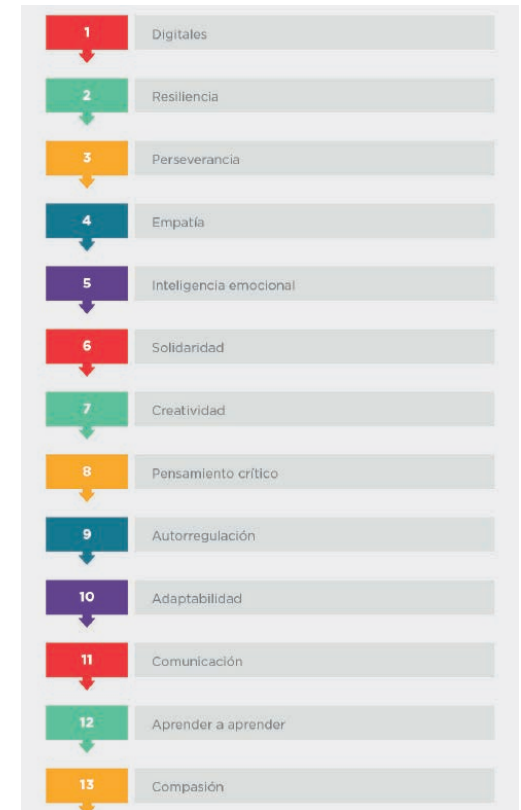 1 Digitales
2 Resiliencia
3 Perseverancia
4 Empatía
5 Inteligencia emocional
6 Solidaridad
7 Creatividad
8 Pensamiento crítico
9 Autorregulación
10 Adaptabilidad
11 Comunicación
12 Aprender a aprender
13 Compasión